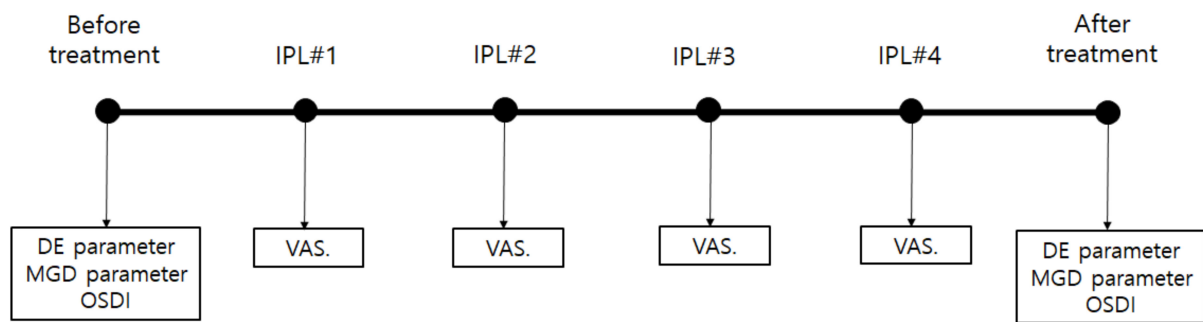 Before
treatment
IPL#1
IPL#2
IPL#3
IPL#4
After
treatment
DE parameter
MGD parameter
OSDI
VAS.
VAS.
VAS.
VAS.
DE parameter
MGD parameter
OSDI